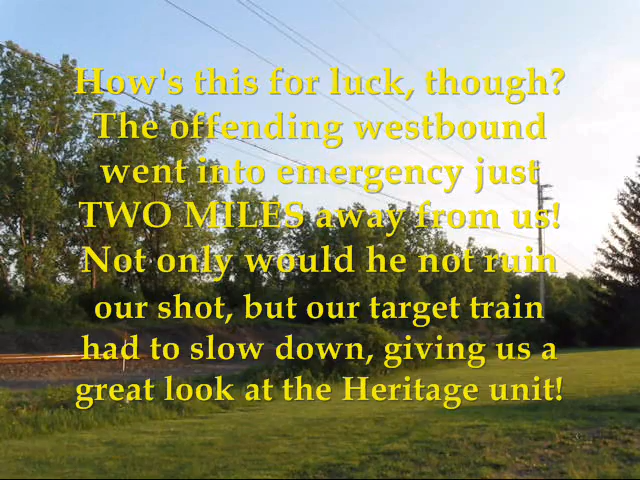 How's this for luck, though?
The offending westbound
went into emergency just
TWO MILES away from us!
Not only would he not ruin
our shot, but our target train
had to slow down, giving us a
great look at the Heritage unit!